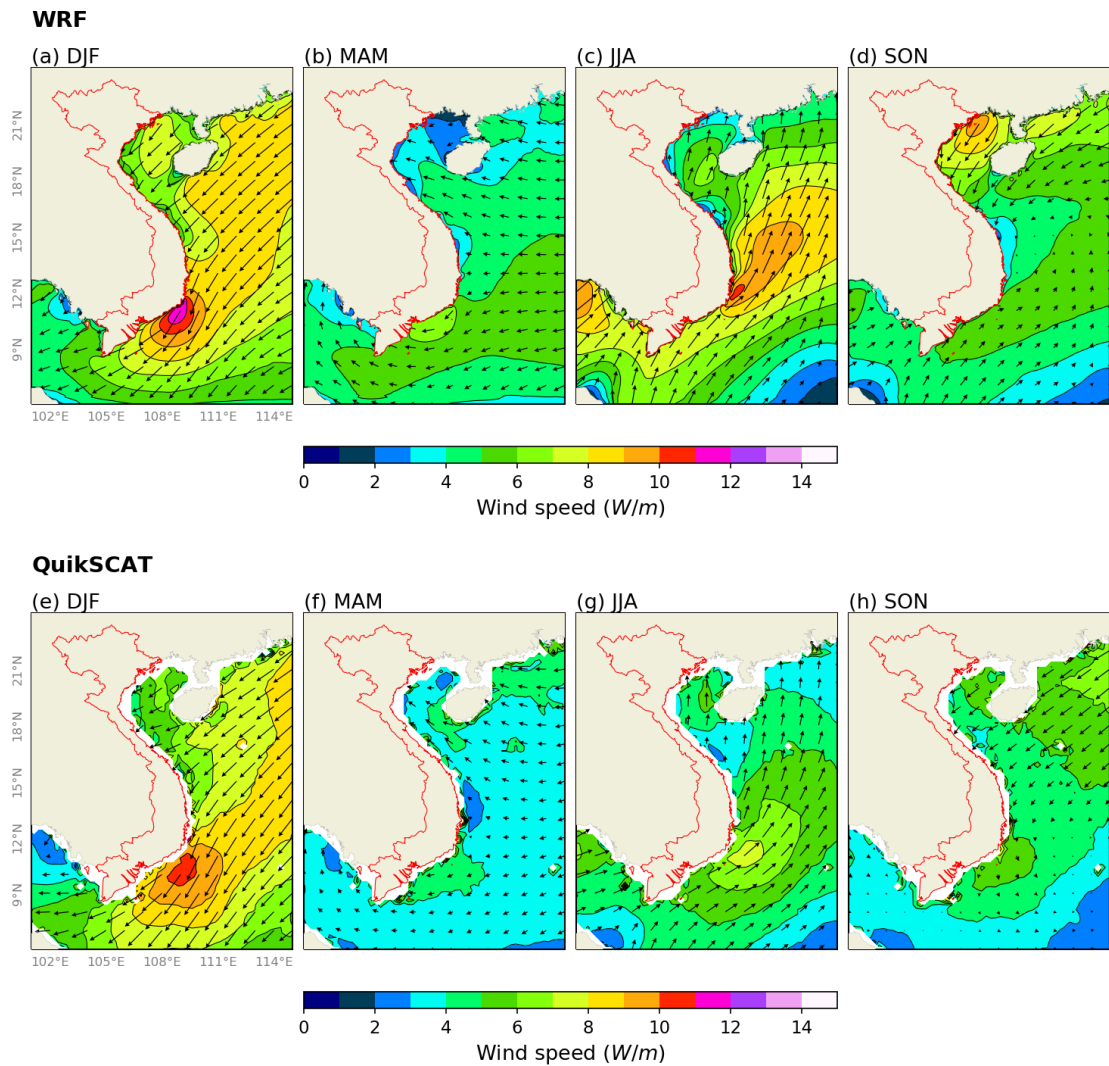 WRF
(a) DJF (b) MAM (c) JJA (d) SON
21°N
18°N
15°N
12°N
9°N
102°E 105°E 108°E 111°E 114°E
0 2 4 6 8 10 12 14
Wind speed (W/m)
QuikSCAT
(e) DJF (f) MAM (g) JJA (h) SON
21°N
18°N
15°N
12°N
9°N
102°E 105°E 108°E 111°E 114°E
0 2 4 6 8 10 12 14
Wind speed (W/m)